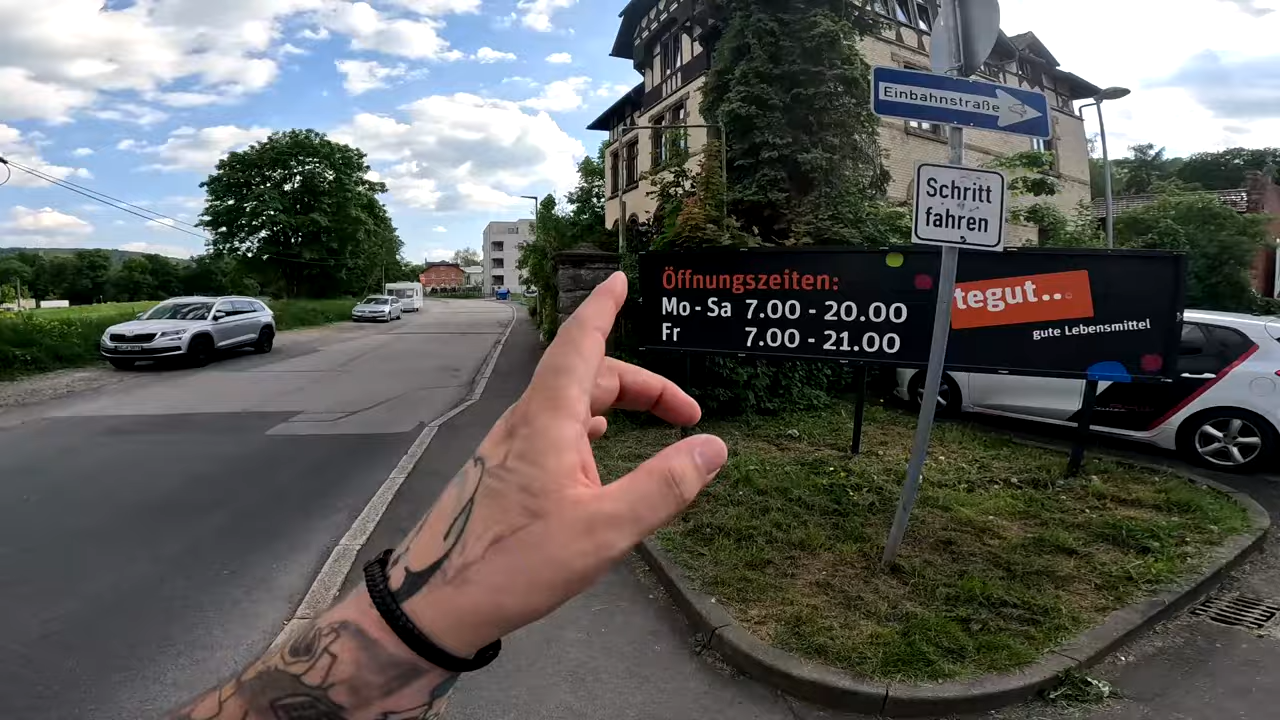 Einbahnstraße
Schritt
fahren
Öffnungszeiten:
Mo - Sa 7.00 - 20.00
Fr 7.00 - 21.00
tegut...
gute Lebensmittel